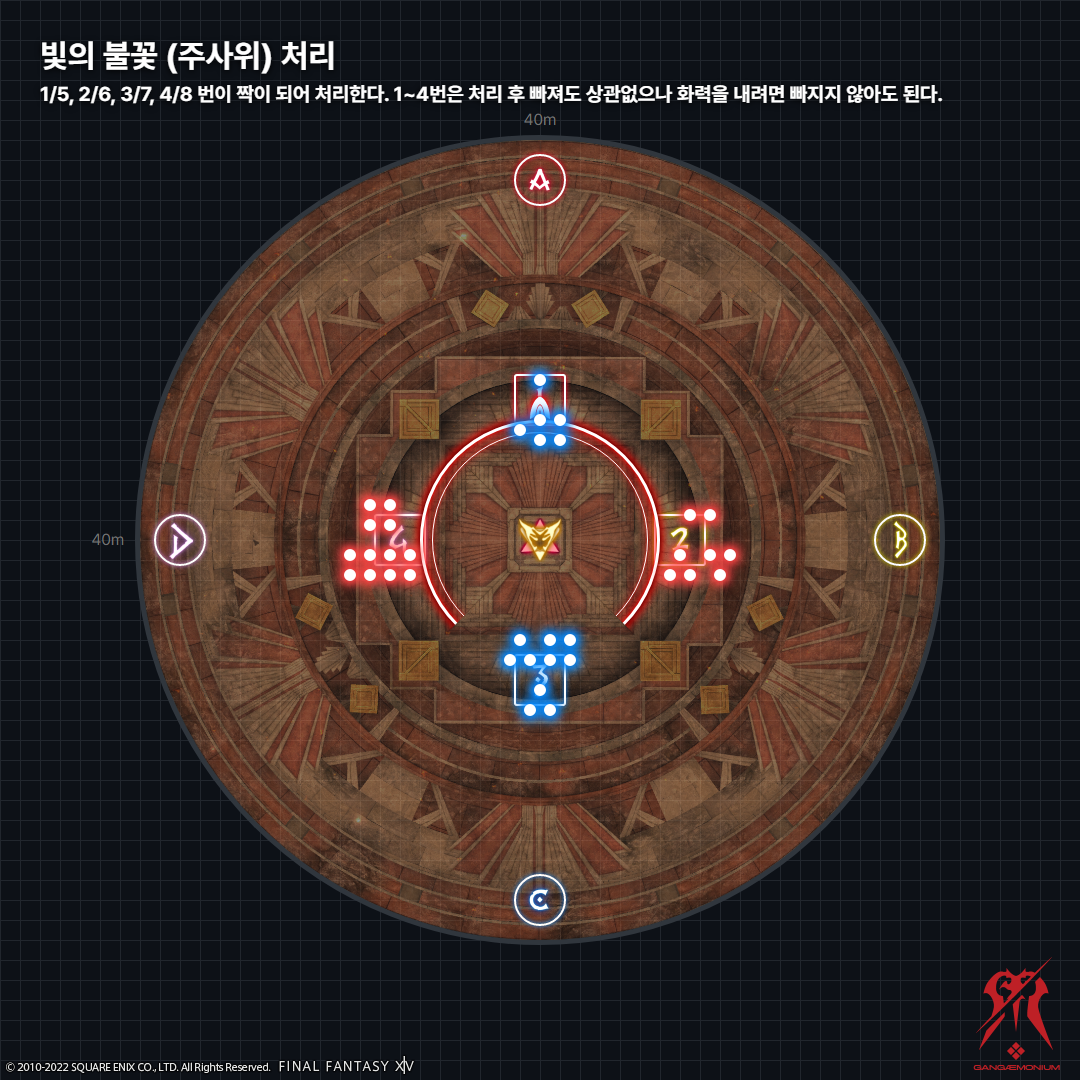 빛의 불꽃 (주사위) 처리
1/5, 2/6, 3/7, 4/8 번이 짝이 되어 처리한다. 1~4번은 처리 후 빠져도 상관없으나 화력을 내려면 빠지지 않아도 된다.
40m
A
4
2
40m
D
B
3
C
GANGÆMONIUM
© 2010-2022 SQUARE ENIX CO., LTD. All Rights Reserved. FINAL FANTASY XIV